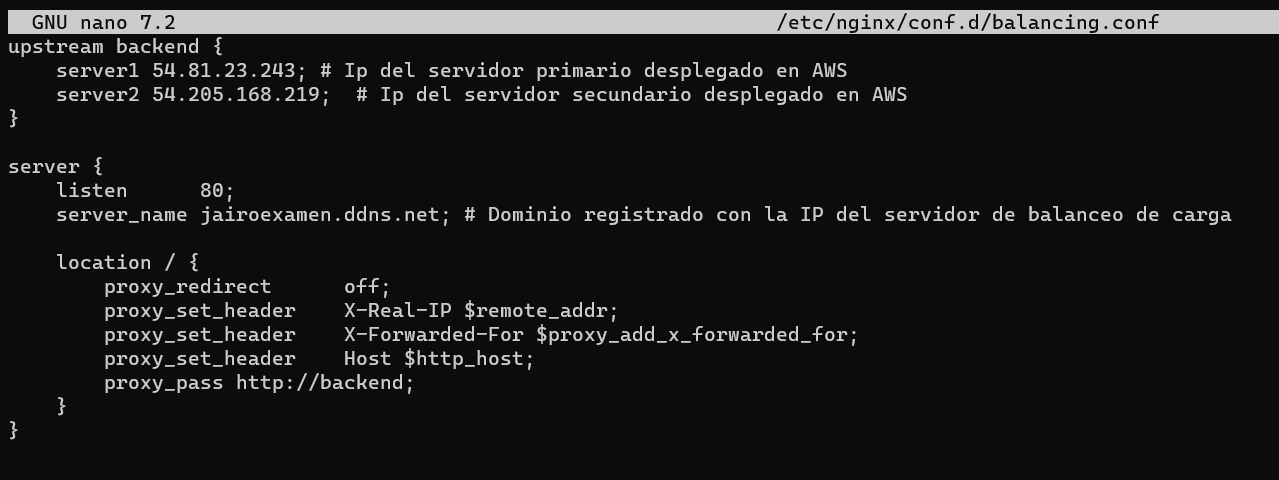 GNU nano 7.2 /etc/nginx/conf.d/balancing.conf
upstream backend {
    server1 54.81.23.243; # Ip del servidor primario desplegado en AWS
    server2 54.205.168.219;  # Ip del servidor secundario desplegado en AWS
}

server {
    listen      80;
    server_name jairoexamen.ddns.net; # Dominio registrado con la IP del servidor de balanceo de carga

    location / {
        proxy_redirect      off;
        proxy_set_header    X-Real-IP $remote_addr;
        proxy_set_header    X-Forwarded-For $proxy_add_x_forwarded_for;
        proxy_set_header    Host $http_host;
        proxy_pass http://backend;
    }
}